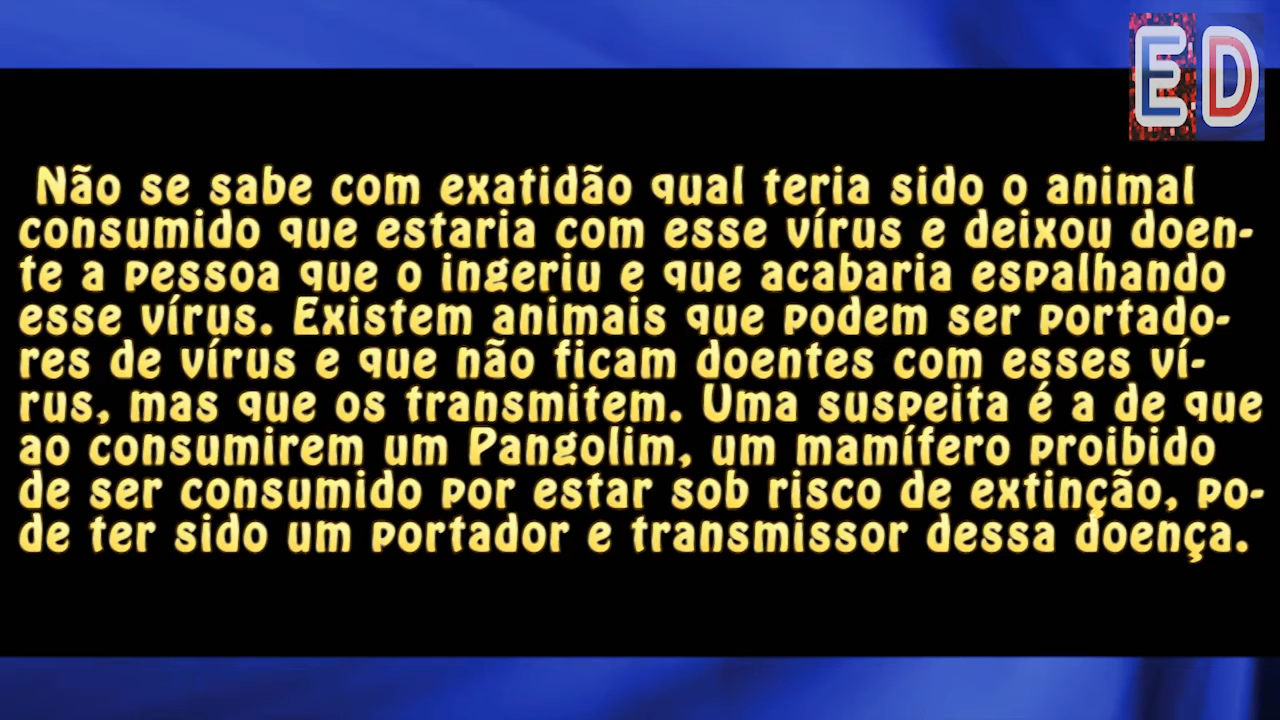 ED
Não se sabe com exatidão qual teria sido o animal
consumido que estaria com esse vírus e deixou doen-
te a pessoa que o ingeriu e que acabaria espalhando
esse vírus. Existem animais que podem ser portado-
res de vírus e que não ficam doentes com esses ví-
rus, mas que os transmitem. Uma suspeita é a de que
ao consumirem um Pangolim, um mamífero proibido
de ser consumido por estar sob risco de extinção, po-
de ter sido um portador e transmissor dessa doença.